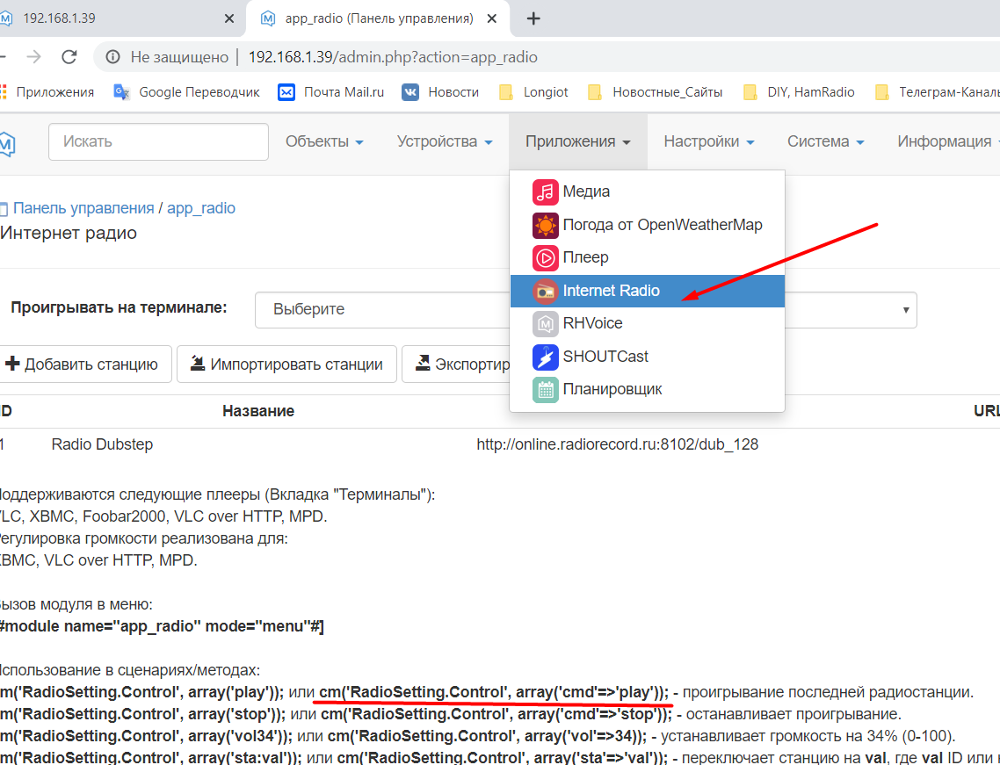 192.168.1.39
app_radio (Панель управления)
Не защищено | 192.168.1.39/admin.php?action=app_radio
Приложения Google Переводчик Почта Mail.ru Новости Longiot Новостные_Сайты DIY, HamRadio Телеграм-Каналь
Искать Объекты Устройства Приложения Настройки Система Информация
Медиа
Погода от OpenWeatherMap
Плеер
Internet Radio
RHVoice
SHOUTCast
Планировщик
Панель управления / app_radio
Интернет радио
Проигрывать на терминале: Выберите
Добавить станцию Импортировать станции Экспортир
ID Название URL
1 Radio Dubstep http://online.radiorecord.ru:8102/dub_128
оддерживаются следующие плееры (Вкладка "Терминалы"):
VLC, XBMC, Foobar2000, VLC over HTTP, MPD.
егулировка громкости реализована для:
XBMC, VLC over HTTP, MPD.
ызов модуля в меню:
#module name="app_radio" mode="menu"#]
спользование в сценариях/методах:
m('RadioSetting.Control', array('play')); или cm('RadioSetting.Control', array('cmd'=>'play')); - проигрывание последней радиостанции.
m('RadioSetting.Control', array('stop')); или cm('RadioSetting.Control', array('cmd'=>'stop')); - останавливает проигрывание.
m('RadioSetting.Control', array('vol34')); или cm('RadioSetting.Control', array('vol'=>34)); - устанавливает громкость на 34% (0-100).
m('RadioSetting.Control', array('sta:val')); или cm('RadioSetting.Control', array('sta'=>'val')); - переключает станцию на val, где val ID или